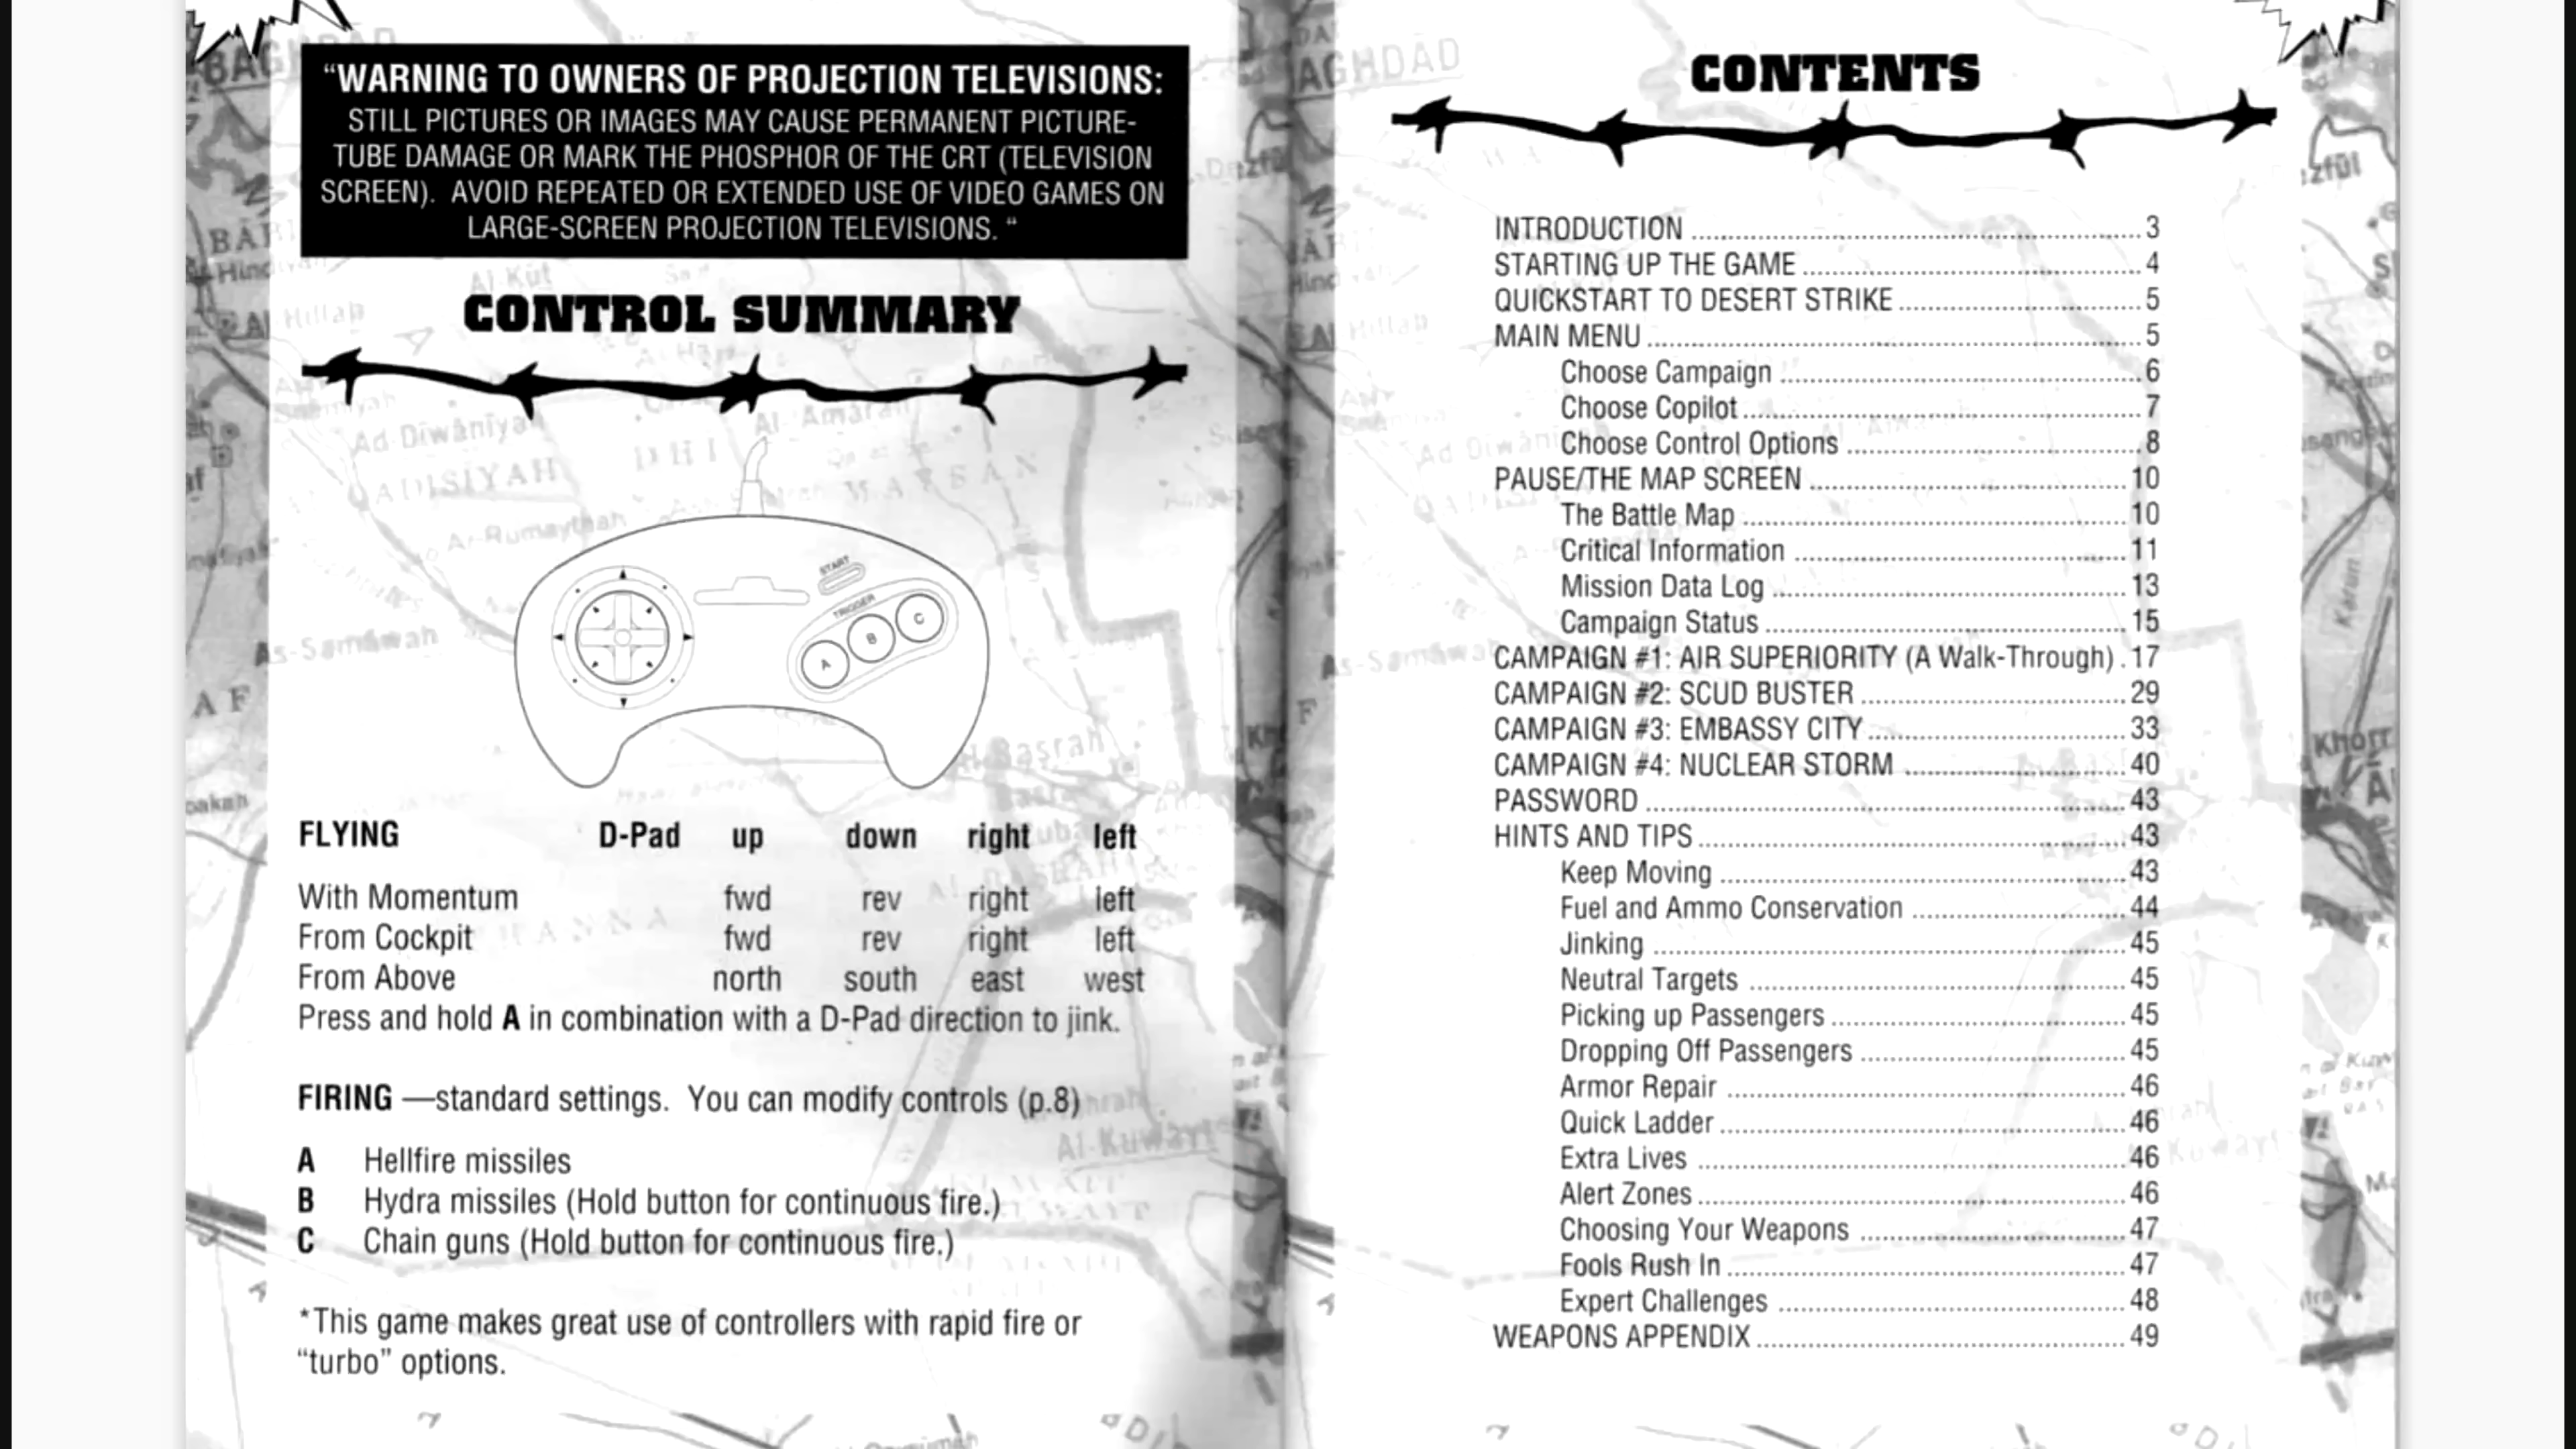 “WARNING TO OWNERS OF PROJECTION TELEVISIONS:
STILL PICTURES OR IMAGES MAY CAUSE PERMANENT PICTURE-
TUBE DAMAGE OR MARK THE PHOSPHOR OF THE CRT (TELEVISION
SCREEN).  AVOID REPEATED OR EXTENDED USE OF VIDEO GAMES ON
LARGE-SCREEN PROJECTION TELEVISIONS. “
CONTROL SUMMARY
START
TRIGGER
A B C
FLYING D-Pad up down right left
With Momentum fwd rev right left
From Cockpit fwd rev right left
From Above north south east west
Press and hold A in combination with a D-Pad direction to jink.
FIRING —standard settings.  You can modify controls (p.8)
A Hellfire missiles
B Hydra missiles (Hold button for continuous fire.)
C Chain guns (Hold button for continuous fire.)
*This game makes great use of controllers with rapid fire or
“turbo” options.
CONTENTS
INTRODUCTION ........ 3
STARTING UP THE GAME ........ 4
QUICKSTART TO DESERT STRIKE ........ 5
MAIN MENU ........ 5
Choose Campaign ........ 6
Choose Copilot ........ 7
Choose Control Options ........ 8
PAUSE/THE MAP SCREEN ........ 10
The Battle Map ........ 10
Critical Information ........ 11
Mission Data Log ........ 13
Campaign Status ........ 15
CAMPAIGN #1: AIR SUPERIORITY (A Walk-Through) . 17
CAMPAIGN #2: SCUD BUSTER ........ 29
CAMPAIGN #3: EMBASSY CITY ........ 33
CAMPAIGN #4: NUCLEAR STORM ........ 40
PASSWORD ........ 43
HINTS AND TIPS ........ 43
Keep Moving ........ 43
Fuel and Ammo Conservation ........ 44
Jinking ........ 45
Neutral Targets ........ 45
Picking up Passengers ........ 45
Dropping Off Passengers ........ 45
Armor Repair ........ 46
Quick Ladder ........ 46
Extra Lives ........ 46
Alert Zones ........ 46
Choosing Your Weapons ........ 47
Fools Rush In ........ 47
Expert Challenges ........ 48
WEAPONS APPENDIX ........ 49